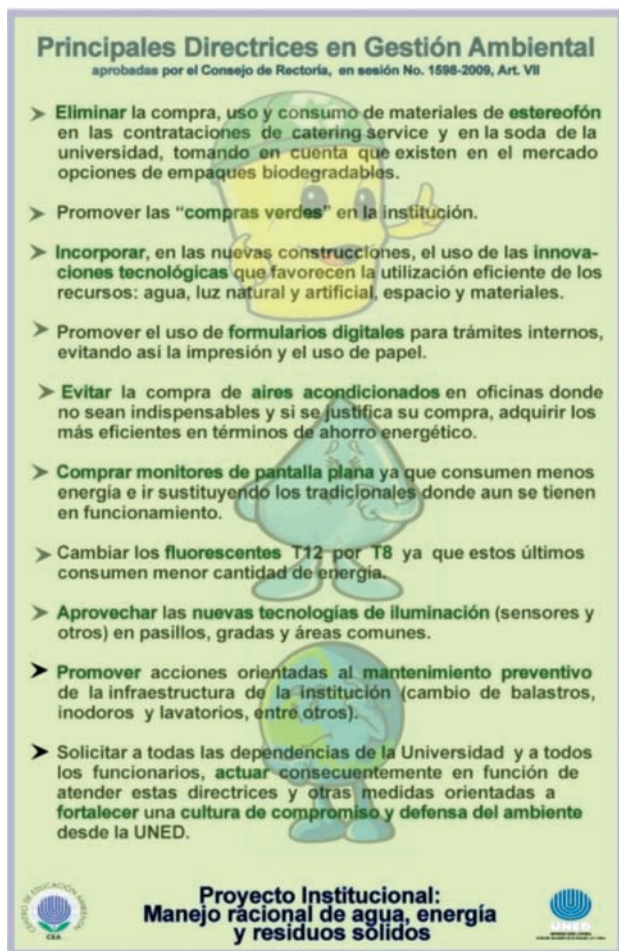 Principales Directrices en Gestión Ambiental
aprobadas por el Consejo de Rectoría, en sesión No. 1598-2009, Art. VII
➤ Eliminar la compra, uso y consumo de materiales de estereofón
en las contrataciones de catering service y en la soda de la
universidad, tomando en cuenta que existen en el mercado
opciones de empaques biodegradables.
➤ Promover las “compras verdes” en la institución.
➤ Incorporar, en las nuevas construcciones, el uso de las innova-
ciones tecnológicas que favorecen la utilización eficiente de los
recursos: agua, luz natural y artificial, espacio y materiales.
➤ Promover el uso de formularios digitales para trámites internos,
evitando así la impresión y el uso de papel.
➤ Evitar la compra de aires acondicionados en oficinas donde
no sean indispensables y si se justifica su compra, adquirir los
más eficientes en términos de ahorro energético.
➤ Comprar monitores de pantalla plana ya que consumen menos
energía e ir sustituyendo los tradicionales donde aun se tienen
en funcionamiento.
➤ Cambiar los fluorescentes T12 por T8 ya que estos últimos
consumen menor cantidad de energía.
➤ Aprovechar las nuevas tecnologías de iluminación (sensores y
otros) en pasillos, gradas y áreas comunes.
➤ Promover acciones orientadas al mantenimiento preventivo
de la infraestructura de la institución (cambio de balastros,
inodoros y lavatorios, entre otros).
➤ Solicitar a todas las dependencias de la Universidad y a todos
los funcionarios, actuar consecuentemente en función de
atender estas directrices y otras medidas orientadas a
fortalecer una cultura de compromiso y defensa del ambiente
desde la UNED.
CENTRO DE EDUCACIÓN AMBIENTAL
CEA
Proyecto Institucional:
Manejo racional de agua, energía
y residuos sólidos
UNED